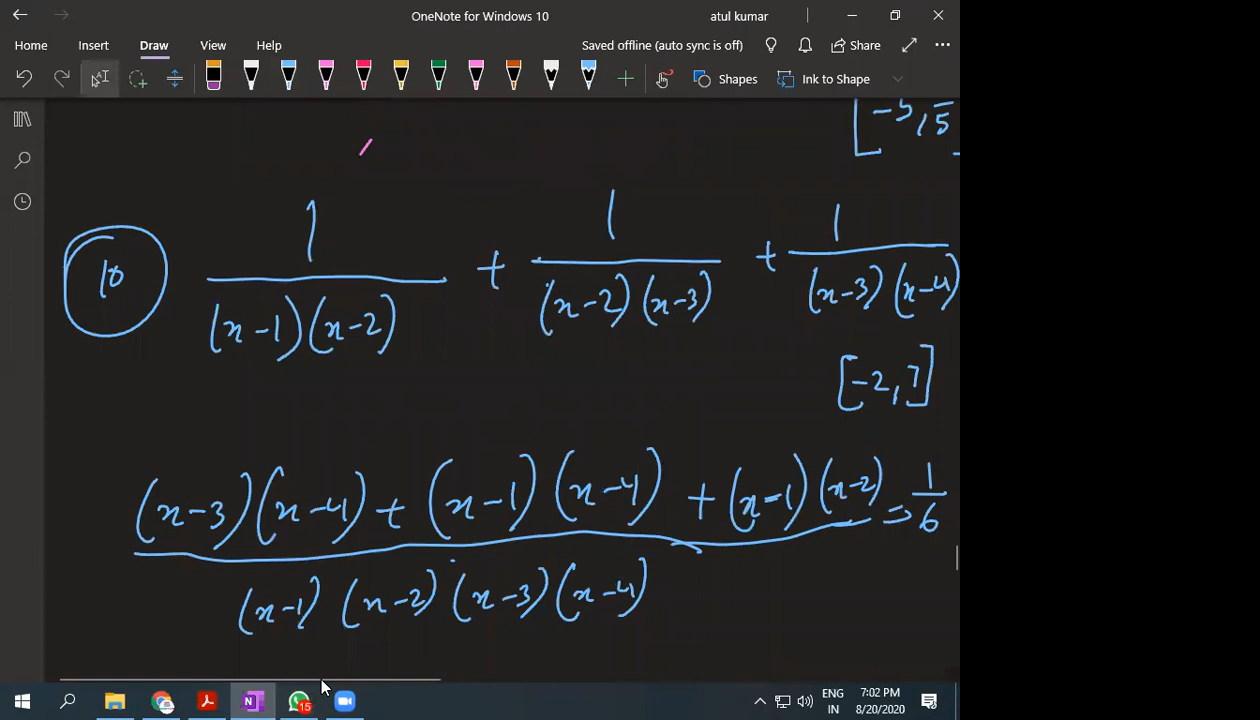 OneNote for Windows 10
atul kumar
Home Insert Draw View Help
Saved offline (auto sync is off)
Share
Shapes
Ink to Shape
[-5, 5
10 1/((x-1)(x-2)) + 1/((x-2)(x-3)) + 1/((x-3)(x-4)
[-2, 7]
((x-3)(x-4) + (x-1)(x-4) + (x-1)(x-2))/((x-1)(x-2)(x-3)(x-4)) => 1/6
N
15
ENG
IN
7:02 PM
8/20/2020